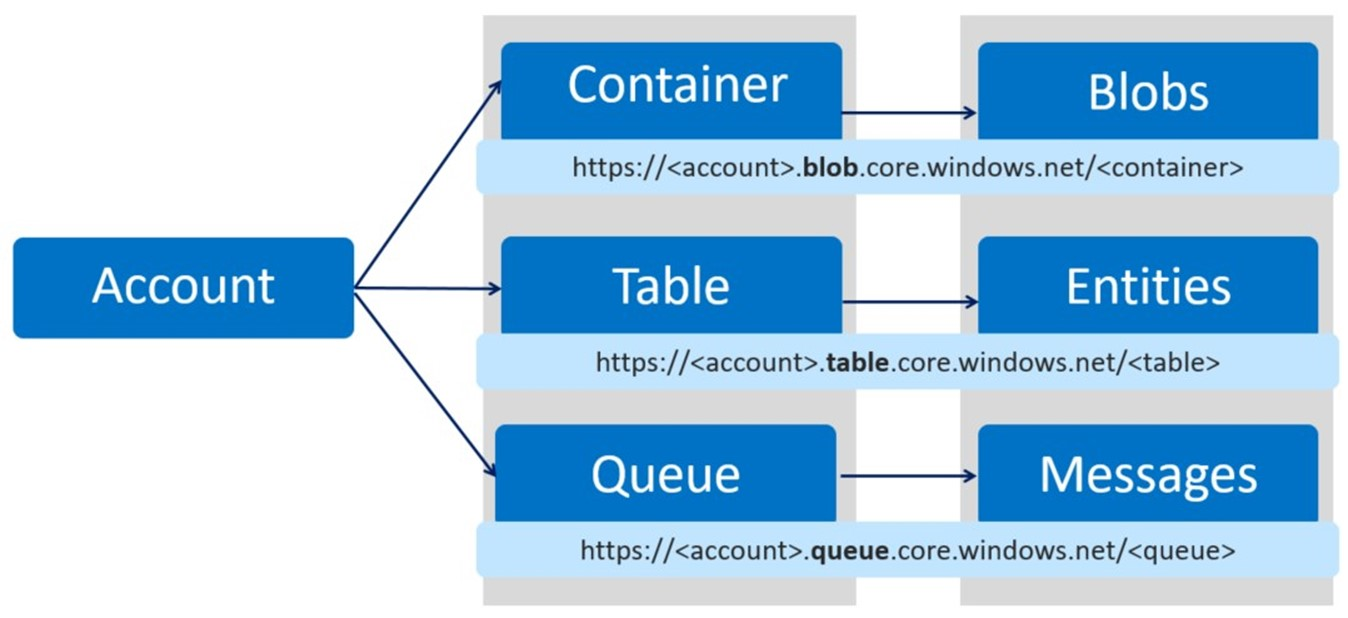 Container
Blobs
https://<account>.blob.core.windows.net/<container>
Account
Table
Entities
https://<account>.table.core.windows.net/<table>
Queue
Messages
https://<account>.queue.core.windows.net/<queue>